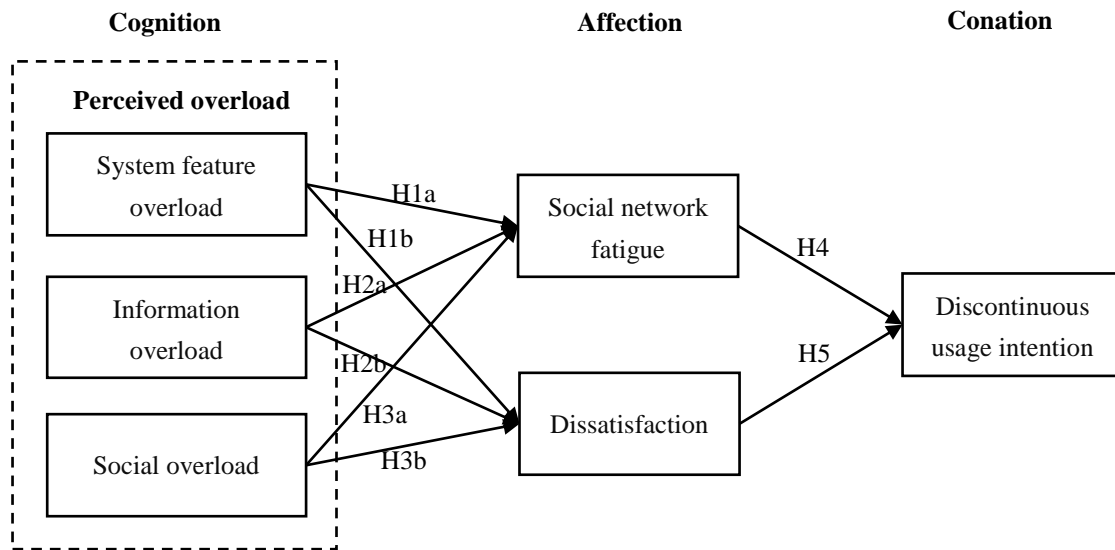 Cognition
Affection
Conation
Perceived overload
System feature
overload
Information
overload
Social overload
H1a
H1b
H2a
H2b
H3a
H3b
Social network
fatigue
Dissatisfaction
H4
H5
Discontinuous
usage intention